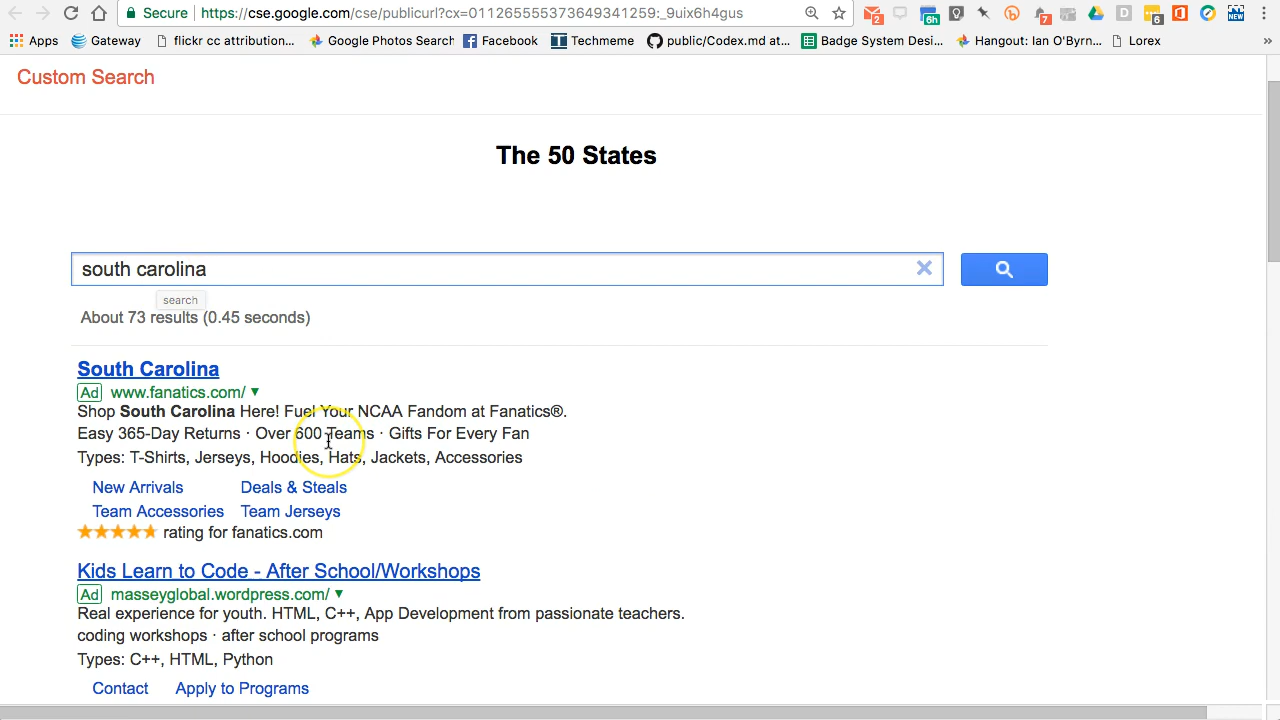 Secure https://cse.google.com/cse/publicurl?cx=011265555373649341259:_9uix6h4gus 2 6h 7 D 6 NEW
Apps Gateway flickr cc attribution... Google Photos Search Facebook Techmeme public/Codex.md at... Badge System Desi... Hangout: Ian O'Byrn... Lorex »
Custom Search
The 50 States
south carolina
search
About 73 results (0.45 seconds)
South Carolina
Ad www.fanatics.com/
Shop South Carolina Here! Fuel Your NCAA Fandom at Fanatics®.
Easy 365-Day Returns · Over 600 Teams · Gifts For Every Fan
Types: T-Shirts, Jerseys, Hoodies, Hats, Jackets, Accessories
New Arrivals Deals & Steals
Team Accessories Team Jerseys
rating for fanatics.com
Kids Learn to Code - After School/Workshops
Ad masseyglobal.wordpress.com/
Real experience for youth. HTML, C++, App Development from passionate teachers.
coding workshops · after school programs
Types: C++, HTML, Python
Contact Apply to Programs